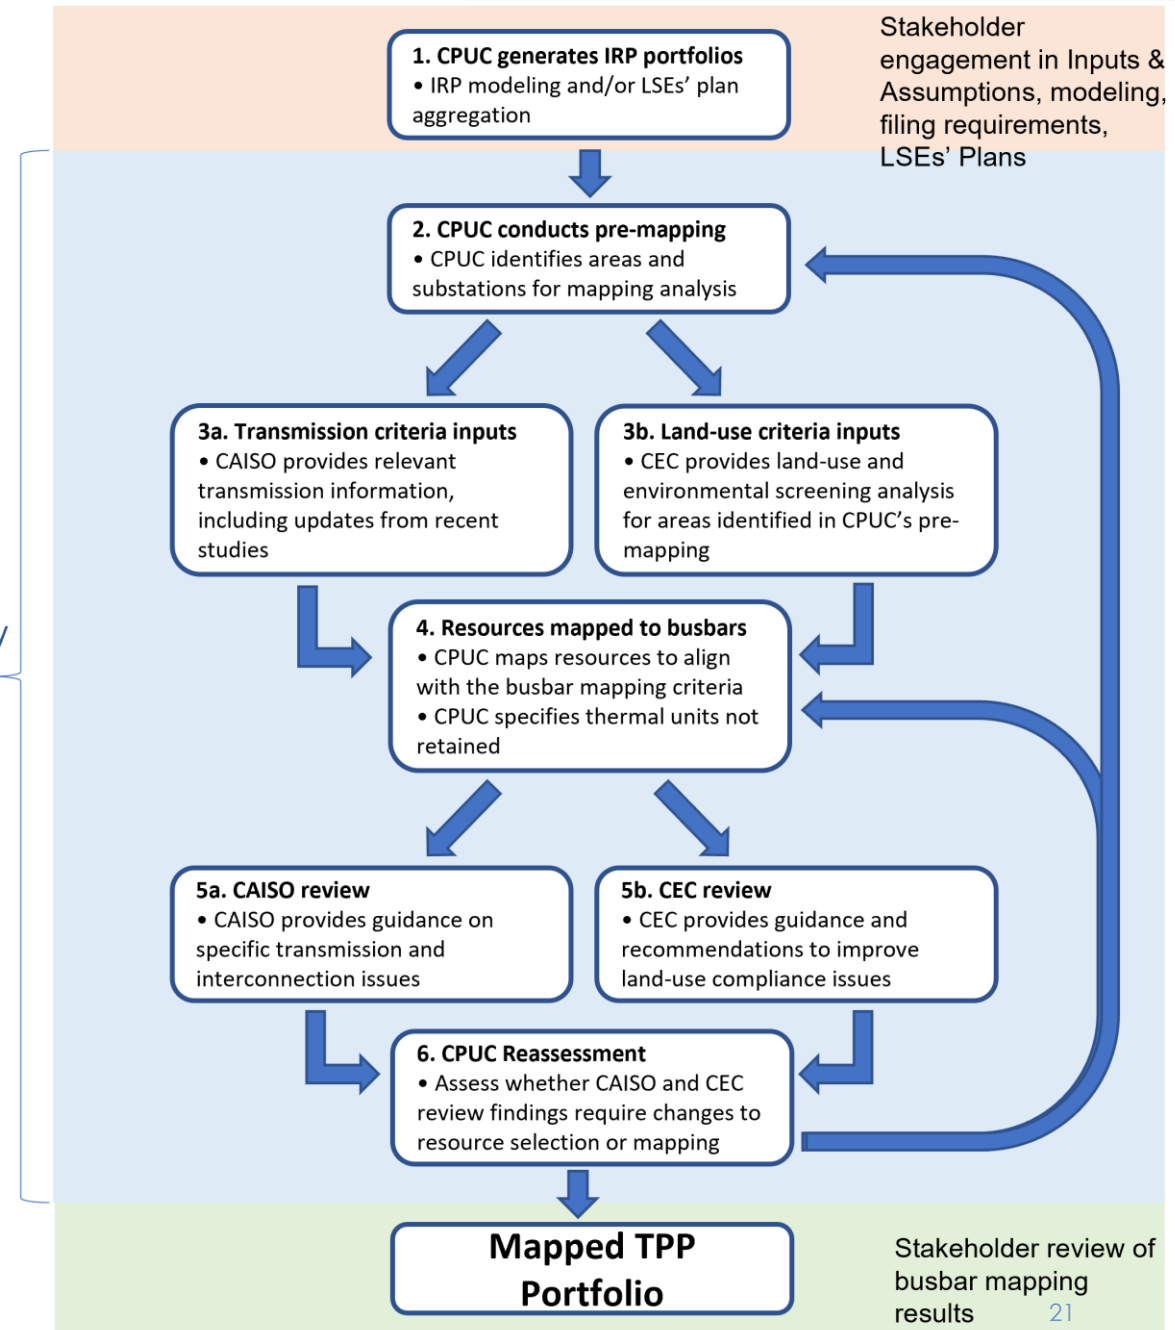 Stakeholder
engagement in Inputs &
Assumptions, modeling,
filing requirements,
LSEs' Plans
1. CPUC generates IRP portfolios
• IRP modeling and/or LSEs' plan
aggregation
2. CPUC conducts pre-mapping
• CPUC identifies areas and
substations for mapping analysis
3a. Transmission criteria inputs
• CAISO provides relevant
transmission information,
including updates from recent
studies
3b. Land-use criteria inputs
• CEC provides land-use and
environmental screening analysis
for areas identified in CPUC's pre-
mapping
4. Resources mapped to busbars
• CPUC maps resources to align
with the busbar mapping criteria
• CPUC specifies thermal units not
retained
5a. CAISO review
• CAISO provides guidance on
specific transmission and
interconnection issues
5b. CEC review
• CEC provides guidance and
recommendations to improve
land-use compliance issues
6. CPUC Reassessment
• Assess whether CAISO and CEC
review findings require changes to
resource selection or mapping
Mapped TPP
Portfolio
Stakeholder review of
busbar mapping
results
21